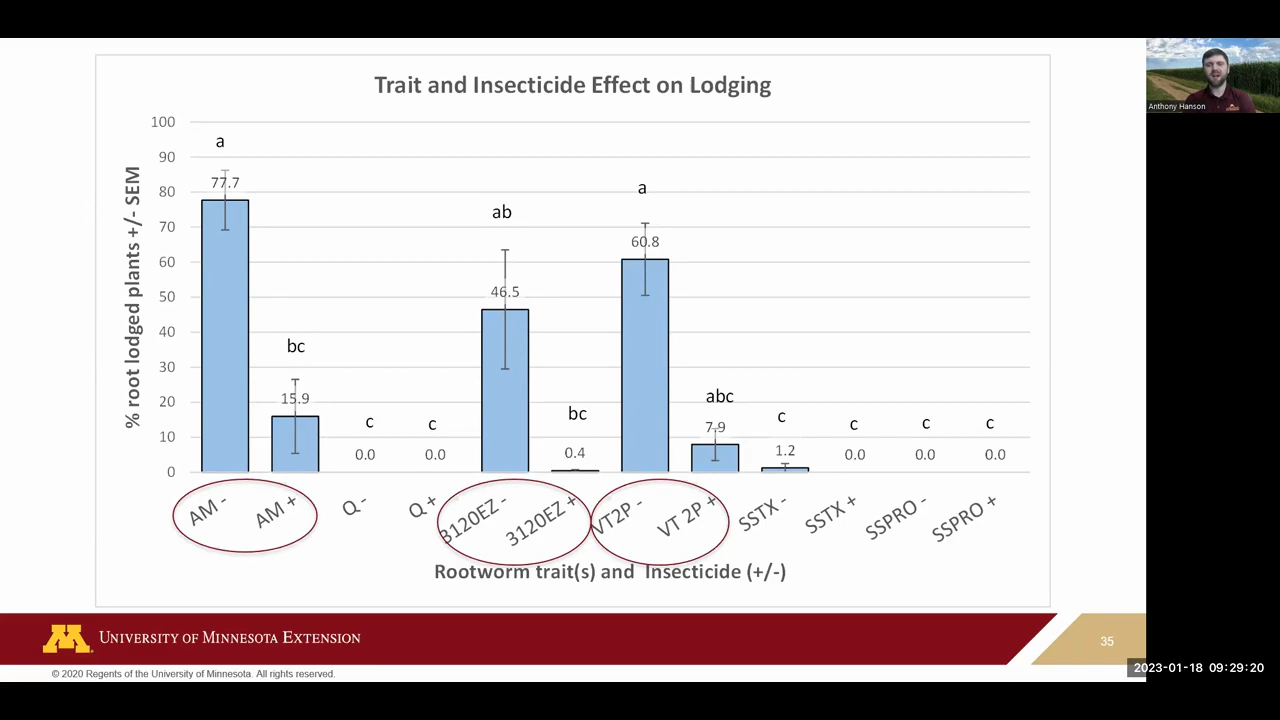 Trait and Insecticide Effect on Lodging
% root lodged plants +/- SEM
100
90
80
70
60
50
40
30
20
10
0
a
77.7
bc
15.9
c
0.0
c
0.0
ab
46.5
bc
0.4
a
60.8
abc
7.9
c
1.2
c
0.0
c
0.0
c
0.0
AM -
AM +
Q -
Q +
3120EZ -
3120EZ +
VT2P -
VT 2P +
SSTX -
SSTX +
SSPRO -
SSPRO +
Rootworm trait(s) and Insecticide (+/-)
Anthony Hanson
M
UNIVERSITY OF MINNESOTA EXTENSION
35
© 2020 Regents of the University of Minnesota. All rights reserved.
2023-01-18 09:29:20